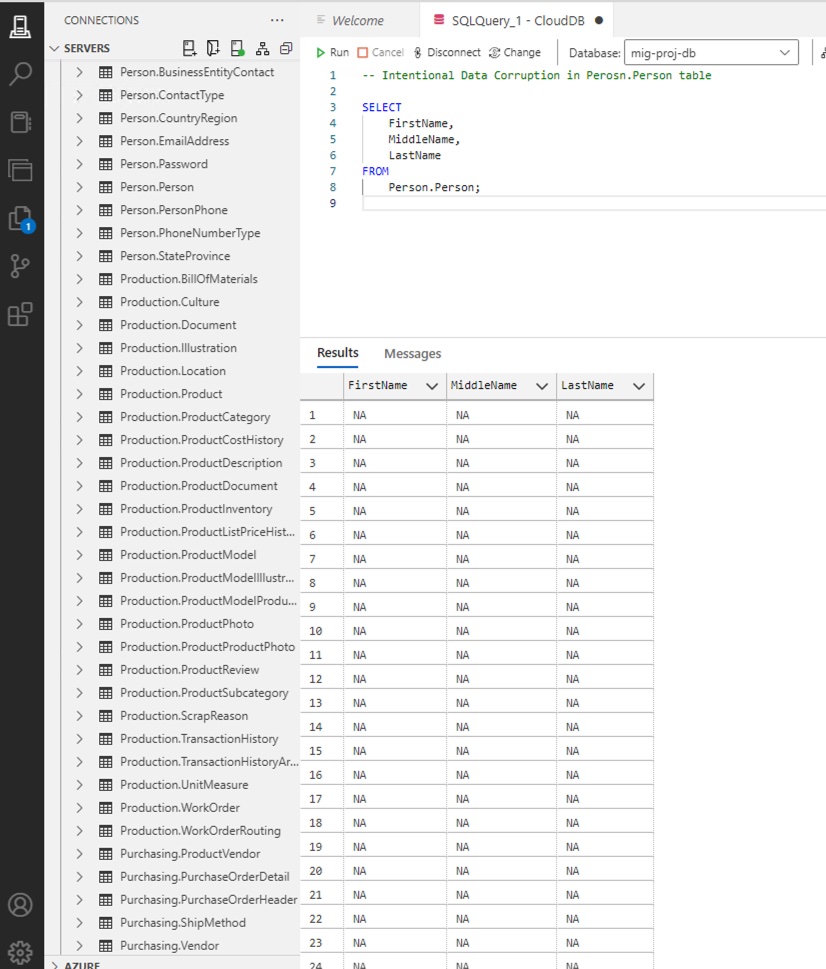 CONNECTIONS ...
SERVERS
Person.BusinessEntityContact
Person.ContactType
Person.CountryRegion
Person.EmailAddress
Person.Password
Person.Person
Person.PersonPhone
Person.PhoneNumberType
Person.StateProvince
Production.BillOfMaterials
Production.Culture
Production.Document
Production.Illustration
Production.Location
Production.Product
Production.ProductCategory
Production.ProductCostHistory
Production.ProductDescription
Production.ProductDocument
Production.ProductInventory
Production.ProductListPriceHist...
Production.ProductModel
Production.ProductModelIllustr...
Production.ProductModelProdu...
Production.ProductPhoto
Production.ProductProductPhoto
Production.ProductReview
Production.ProductSubcategory
Production.ScrapReason
Production.TransactionHistory
Production.TransactionHistoryAr...
Production.UnitMeasure
Production.WorkOrder
Production.WorkOrderRouting
Purchasing.ProductVendor
Purchasing.PurchaseOrderDetail
Purchasing.PurchaseOrderHeader
Purchasing.ShipMethod
Purchasing.Vendor
AZURE
1
Welcome SQLQuery_1 - CloudDB
Run Cancel Disconnect Change Database: mig-proj-db
1 -- Intentional Data Corruption in Perosn.Person table
2
3 SELECT
4 FirstName,
5 MiddleName,
6 LastName
7 FROM
8 Person.Person;
9
Results Messages
FirstName MiddleName LastName
1 NA NA NA
2 NA NA NA
3 NA NA NA
4 NA NA NA
5 NA NA NA
6 NA NA NA
7 NA NA NA
8 NA NA NA
9 NA NA NA
10 NA NA NA
11 NA NA NA
12 NA NA NA
13 NA NA NA
14 NA NA NA
15 NA NA NA
16 NA NA NA
17 NA NA NA
18 NA NA NA
19 NA NA NA
20 NA NA NA
21 NA NA NA
22 NA NA NA
23 NA NA NA
24 NA NA NA